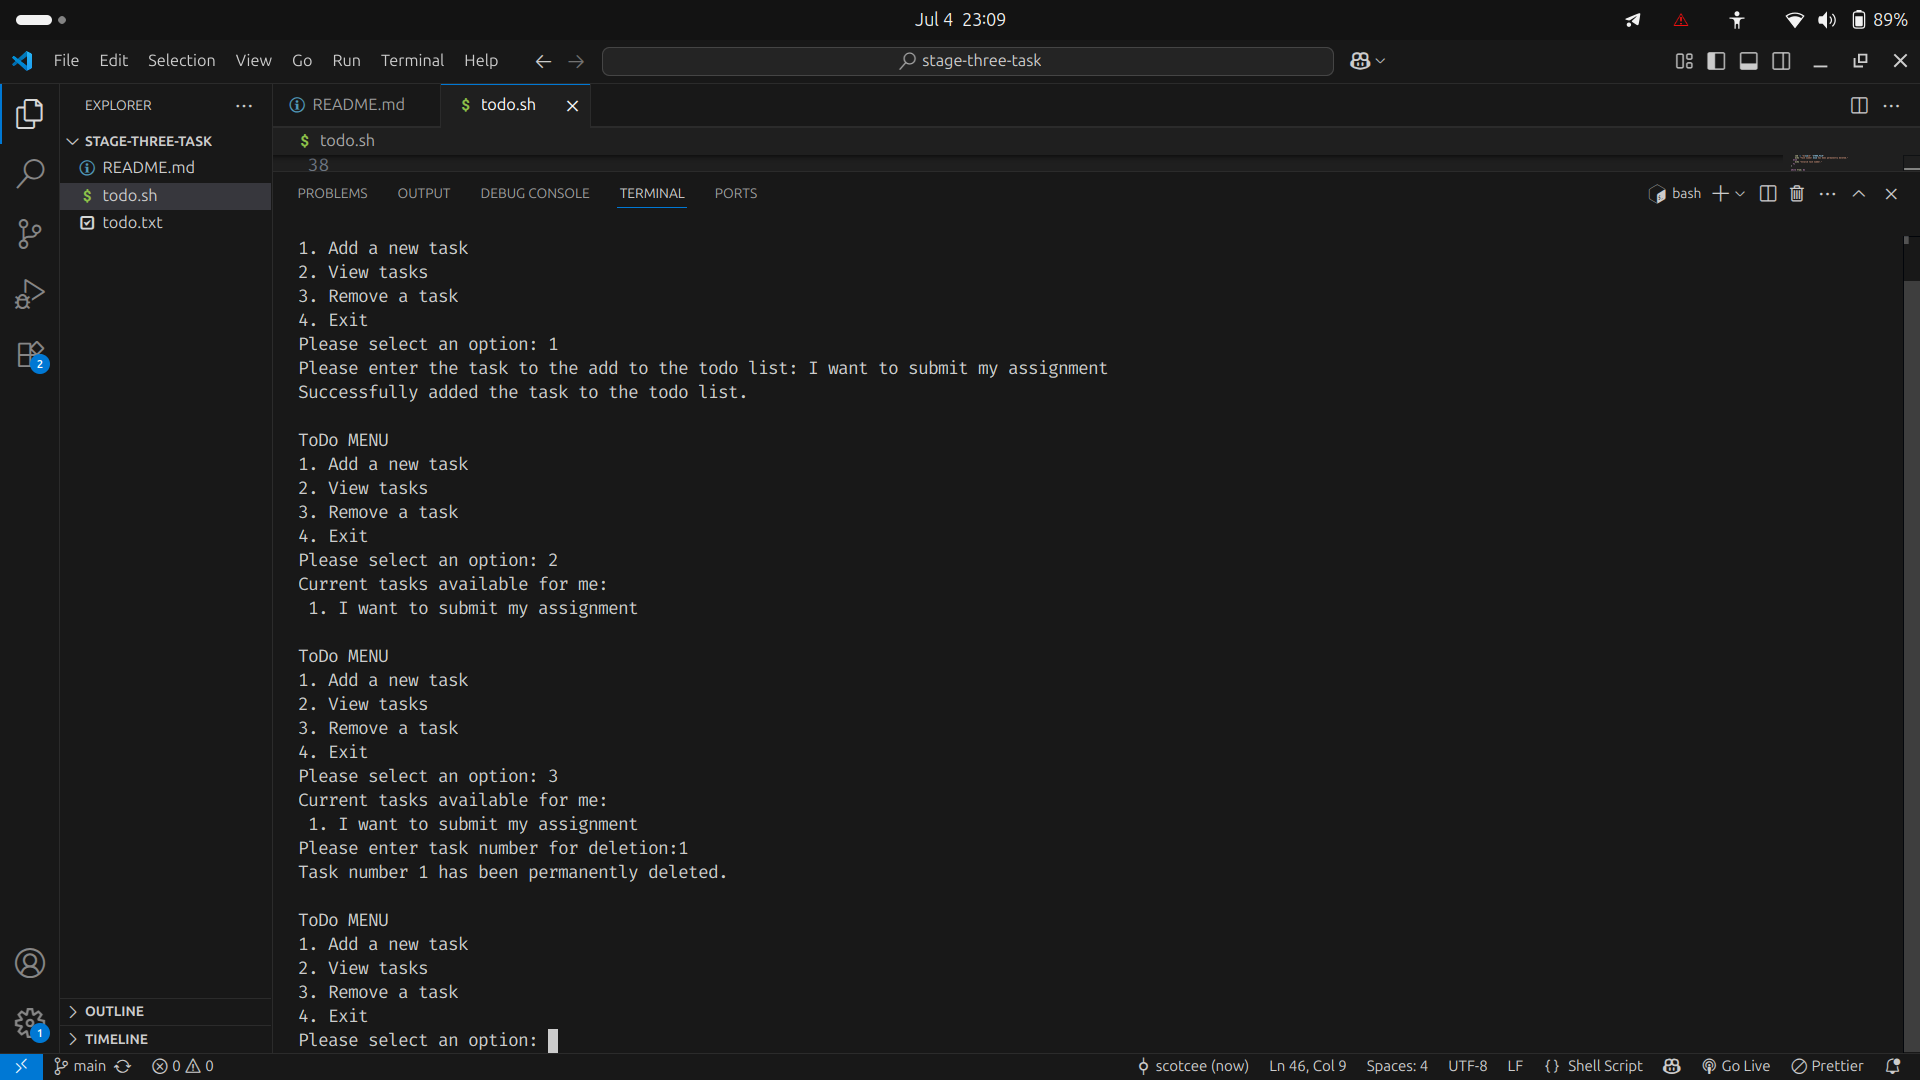 Jul 4 23:09
89%
File Edit Selection View Go Run Terminal Help
stage-three-task
EXPLORER
README.md
todo.sh
STAGE-THREE-TASK
README.md
todo.sh
todo.txt
$ todo.sh
38
PROBLEMS OUTPUT DEBUG CONSOLE TERMINAL PORTS
bash
1. Add a new task
2. View tasks
3. Remove a task
4. Exit
Please select an option: 1
Please enter the task to the add to the todo list: I want to submit my assignment
Successfully added the task to the todo list.
ToDo MENU
1. Add a new task
2. View tasks
3. Remove a task
4. Exit
Please select an option: 2
Current tasks available for me:
1. I want to submit my assignment
ToDo MENU
1. Add a new task
2. View tasks
3. Remove a task
4. Exit
Please select an option: 3
Current tasks available for me:
1. I want to submit my assignment
Please enter task number for deletion:1
Task number 1 has been permanently deleted.
ToDo MENU
1. Add a new task
2. View tasks
3. Remove a task
4. Exit
Please select an option:
2
1
OUTLINE
TIMELINE
main 0 0
scotcee (now) Ln 46, Col 9 Spaces: 4 UTF-8 LF {} Shell Script Go Live Prettier